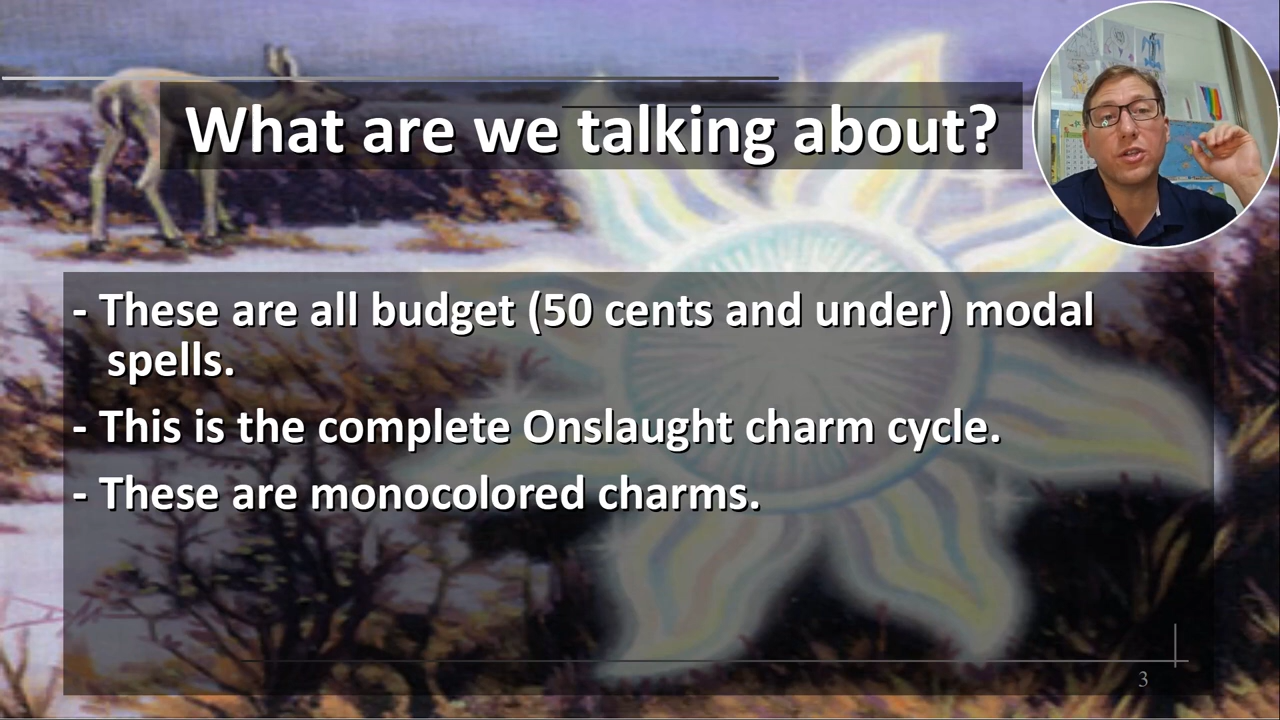 What are we talking about?
- These are all budget (50 cents and under) modal
spells.
- This is the complete Onslaught charm cycle.
- These are monocolored charms.
3